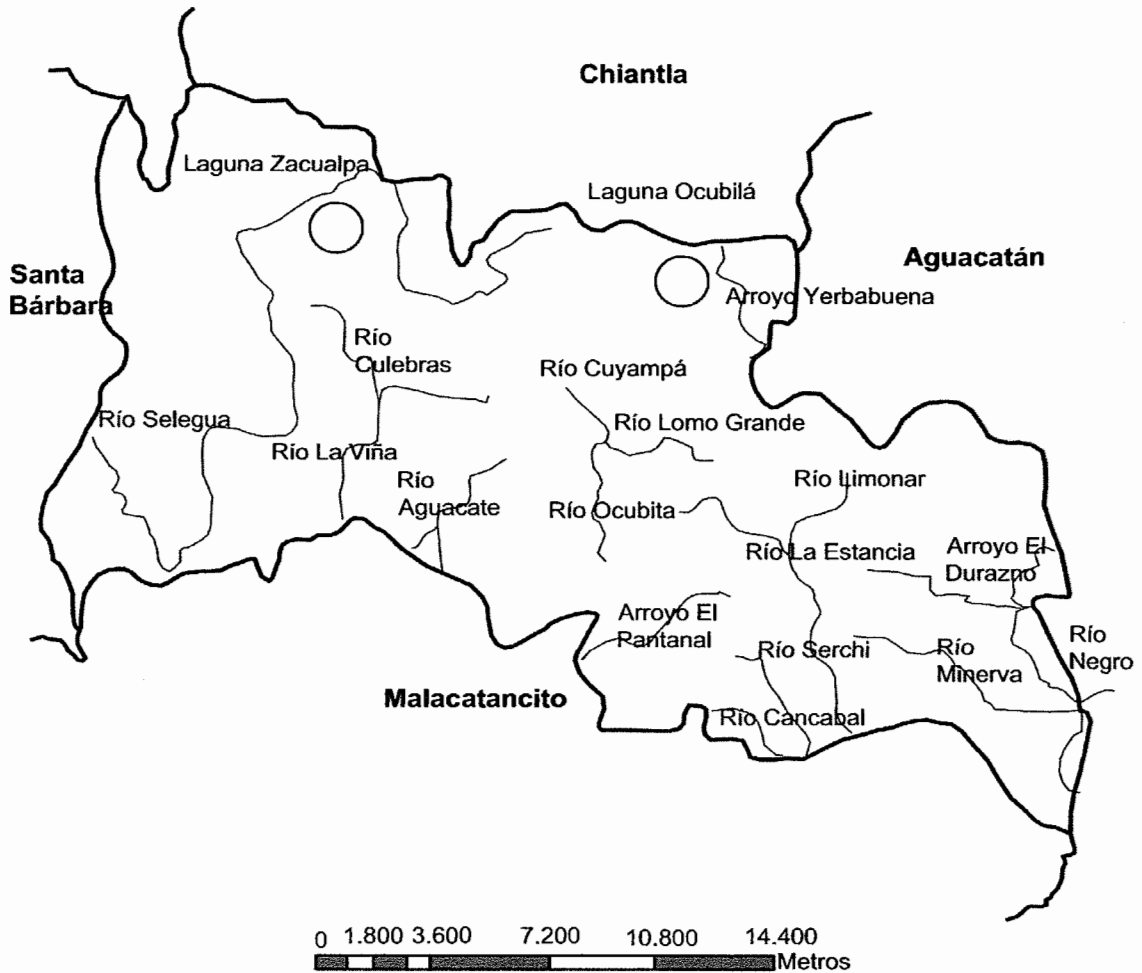 Chiantla
Laguna Zacualpa
Laguna Ocubilá
Santa
Bárbara
Aguacatán
Arroyo Yerbabuena
Río
Culebras
Río Cuyampá
Río Selegua
Río Lomo Grande
Río La Viña
Río
Aguacate
Río Limonar
Río Ocubita
Río La Estancia
Arroyo El
Durazno
Arroyo El
Pantanal
Río Serchi
Río
Minerva
Río
Negro
Malacatancito
Río Cancabal
0 1.800 3.600 7.200 10.800 14.400
Metros